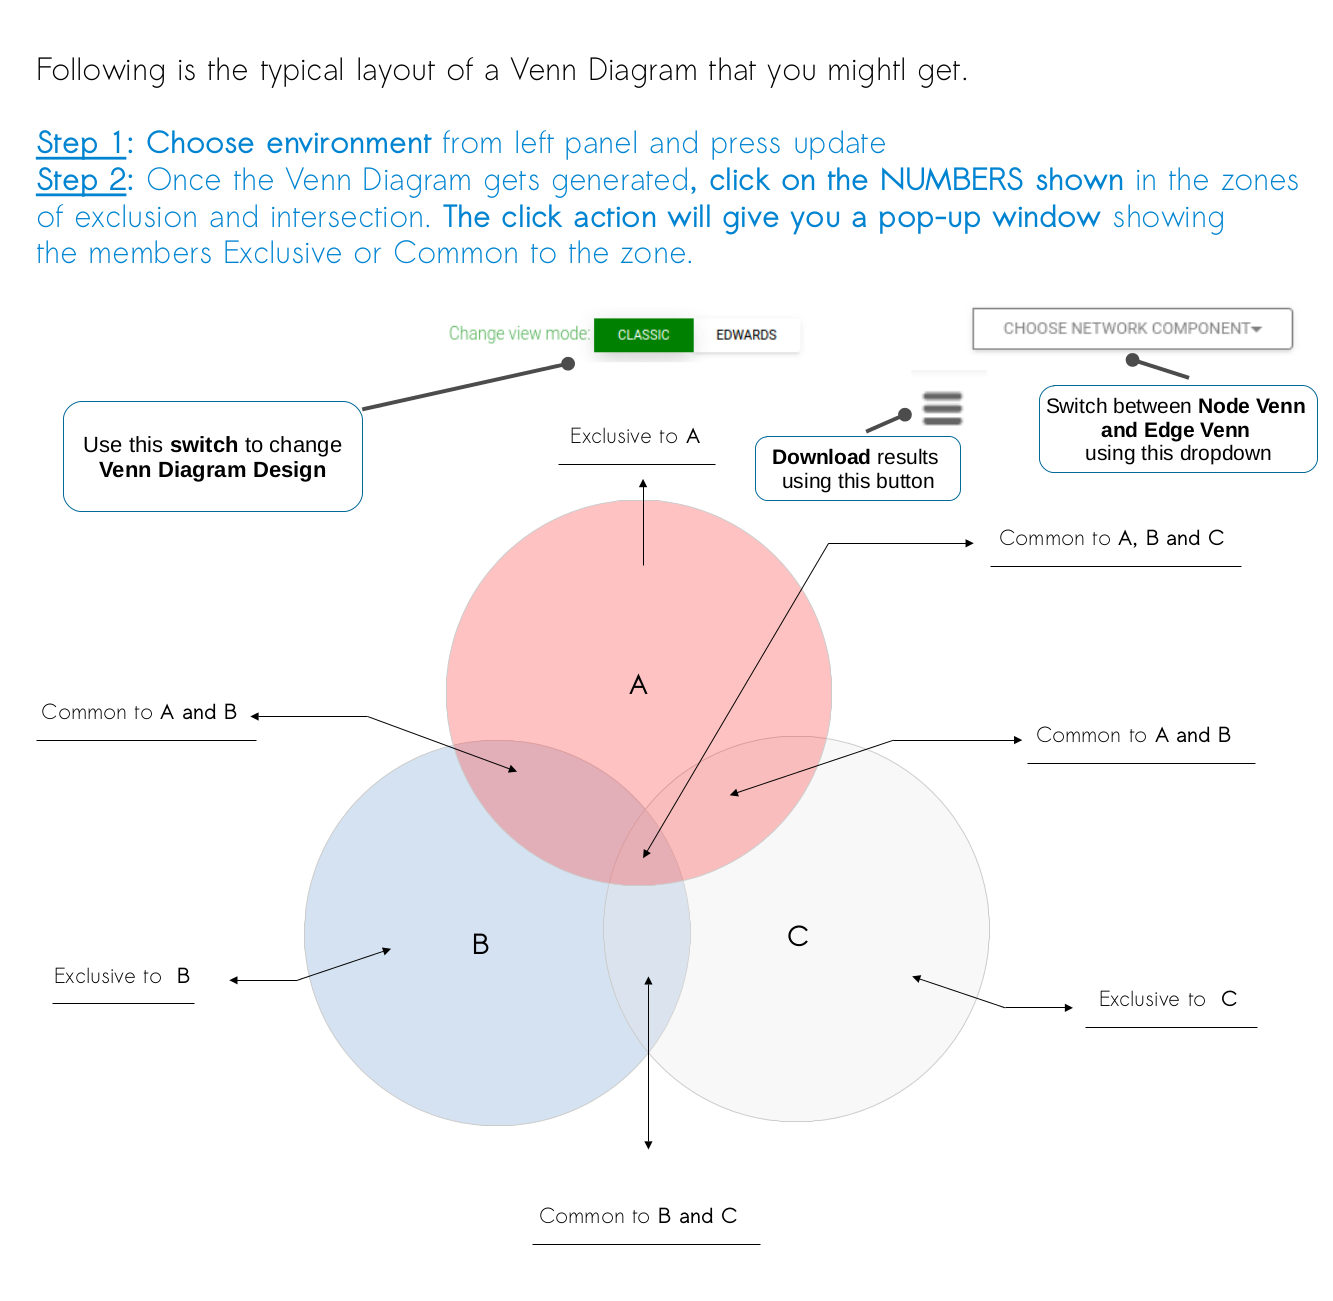 Following is the typical layout of a Venn Diagram that you mightl get.
Step 1: Choose environment from left panel and press update
Step 2: Once the Venn Diagram gets generated, click on the NUMBERS shown in the zones
of exclusion and intersection. The click action will give you a pop-up window showing
the members Exclusive or Common to the zone.
Change view mode: CLASSIC EDWARDS
CHOOSE NETWORK COMPONENT
Use this switch to change
Venn Diagram Design
Exclusive to A
Download results
using this button
Switch between Node Venn
and Edge Venn
using this dropdown
Common to A, B and C
A
Common to A and B
Common to A and B
B
C
Exclusive to B
Exclusive to C
Common to B and C